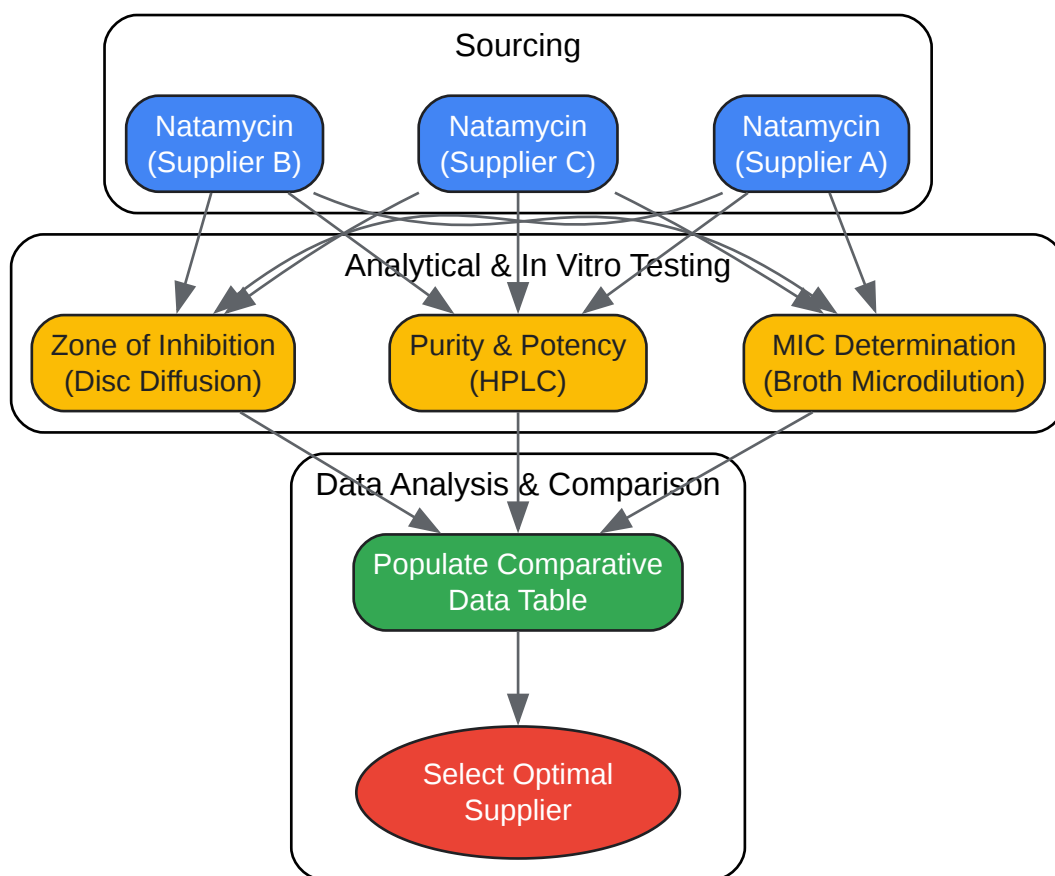 Sourcing
Natamycin
(Supplier B)
Natamycin
(Supplier C)
Natamycin
(Supplier A)
Analytical & In Vitro Testing
Zone of Inhibition
(Disc Diffusion)
Purity & Potency
(HPLC)
MIC Determination
(Broth Microdilution)
Data Analysis & Comparison
Populate Comparative
Data Table
Select Optimal
Supplier